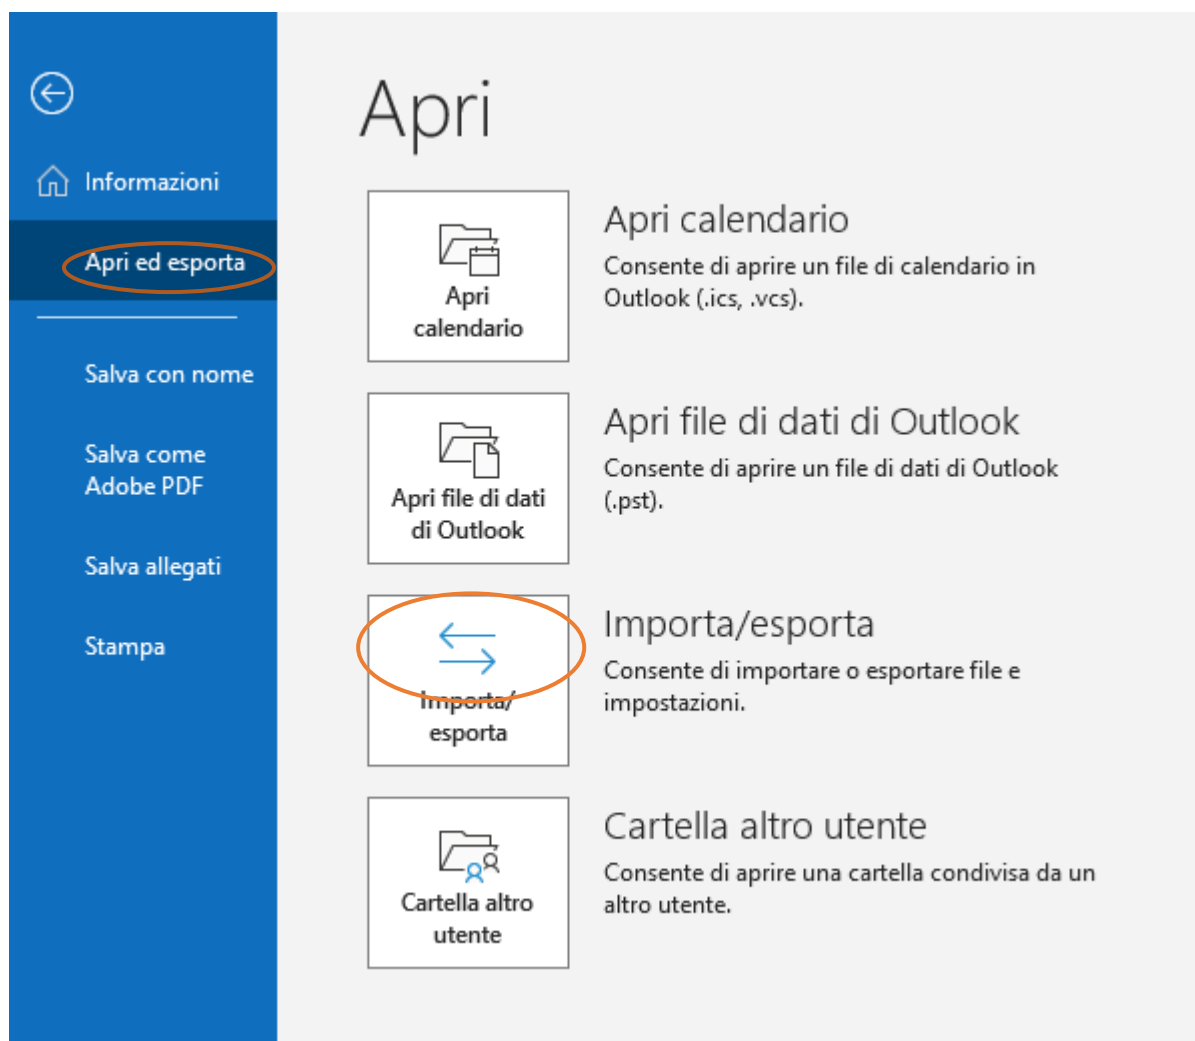 Informazioni
Apri ed esporta
Salva con nome
Salva come
Adobe PDF
Salva allegati
Stampa
Apri
Apri
calendario
Apri calendario
Consente di aprire un file di calendario in
Outlook (.ics, .vcs).
Apri file di dati
di Outlook
Apri file di dati di Outlook
Consente di aprire un file di dati di Outlook
(.pst).
Importa/
esporta
Importa/esporta
Consente di importare o esportare file e
impostazioni.
Cartella altro
utente
Cartella altro utente
Consente di aprire una cartella condivisa da un
altro utente.